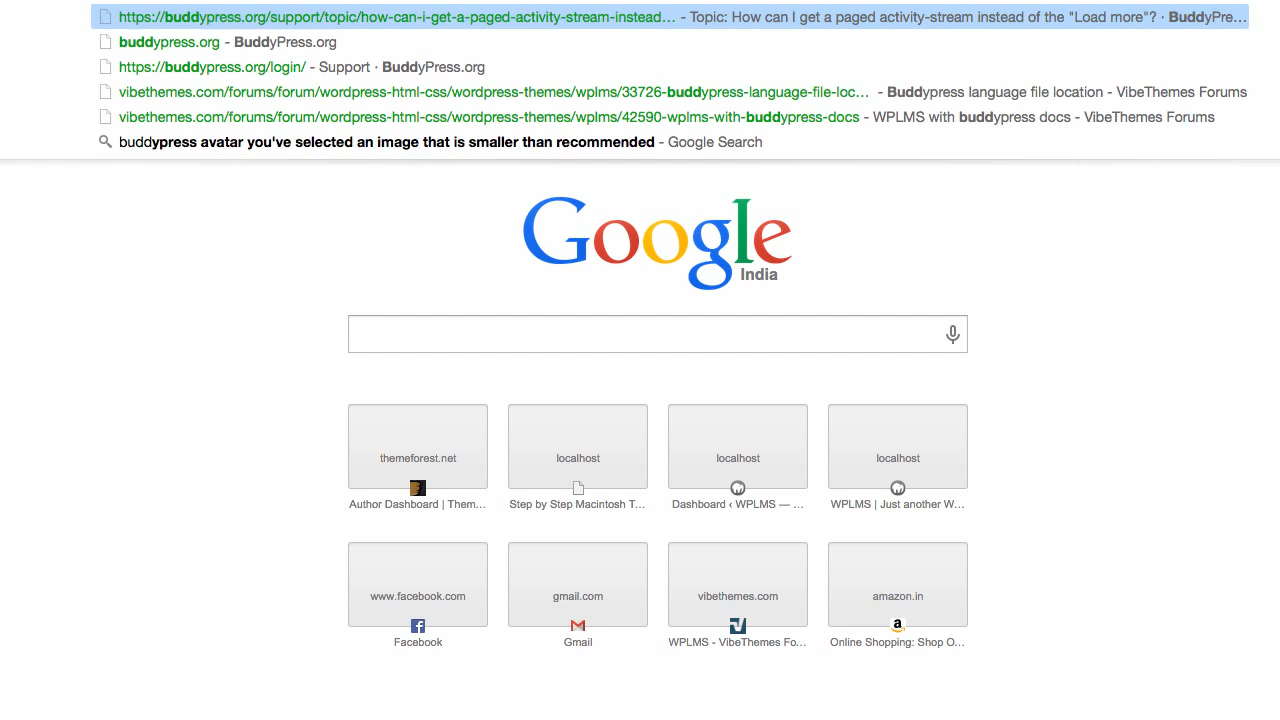 https://buddypress.org/support/topic/how-can-i-get-a-paged-activity-stream-instead… - Topic: How can I get a paged activity-stream instead of the "Load more"? · BuddyPre…
buddypress.org - BuddyPress.org
https://buddypress.org/login/ - Support · BuddyPress.org
vibethemes.com/forums/forum/wordpress-html-css/wordpress-themes/wplms/33726-buddypress-language-file-loc… - Buddypress language file location - VibeThemes Forums
vibethemes.com/forums/forum/wordpress-html-css/wordpress-themes/wplms/42590-wplms-with-buddypress-docs - WPLMS with buddypress docs - VibeThemes Forums
buddypress avatar you've selected an image that is smaller than recommended - Google Search
Google
India
themeforest.net localhost localhost localhost
Author Dashboard | Them… Step by Step Macintosh T… Dashboard ‹ WPLMS — … WPLMS | Just another W…
www.facebook.com gmail.com vibethemes.com amazon.in
Facebook Gmail WPLMS - VibeThemes Fo… Online Shopping: Shop O…